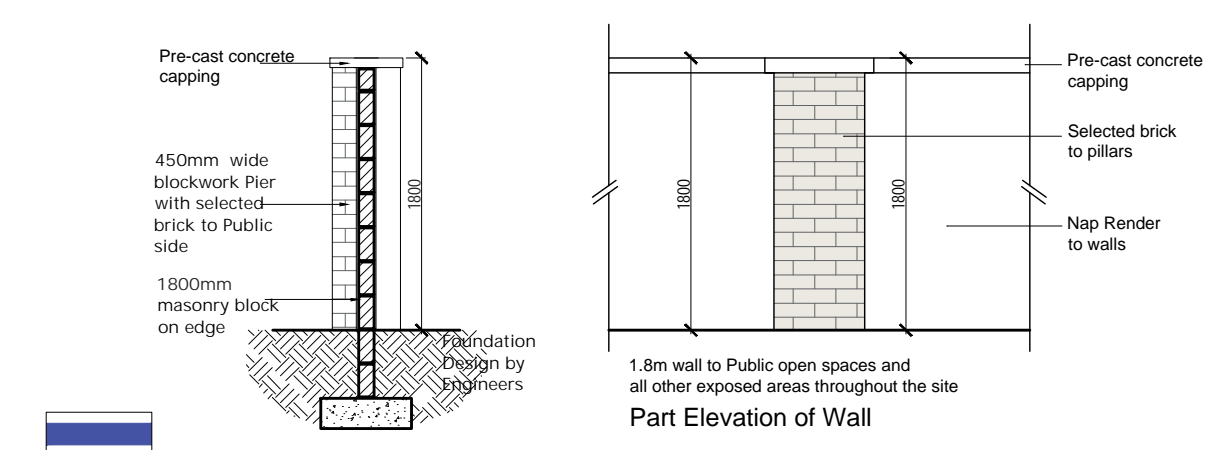 Pre-cast concrete
capping
450mm wide
blockwork Pier
with selected
brick to Public
side
1800mm
masonry block
on edge
1800
Foundation
Design by
Engineers
1800
1800
Pre-cast concrete
capping
Selected brick
to pillars
Nap Render
to walls
1.8m wall to Public open spaces and
all other exposed areas throughout the site
Part Elevation of Wall